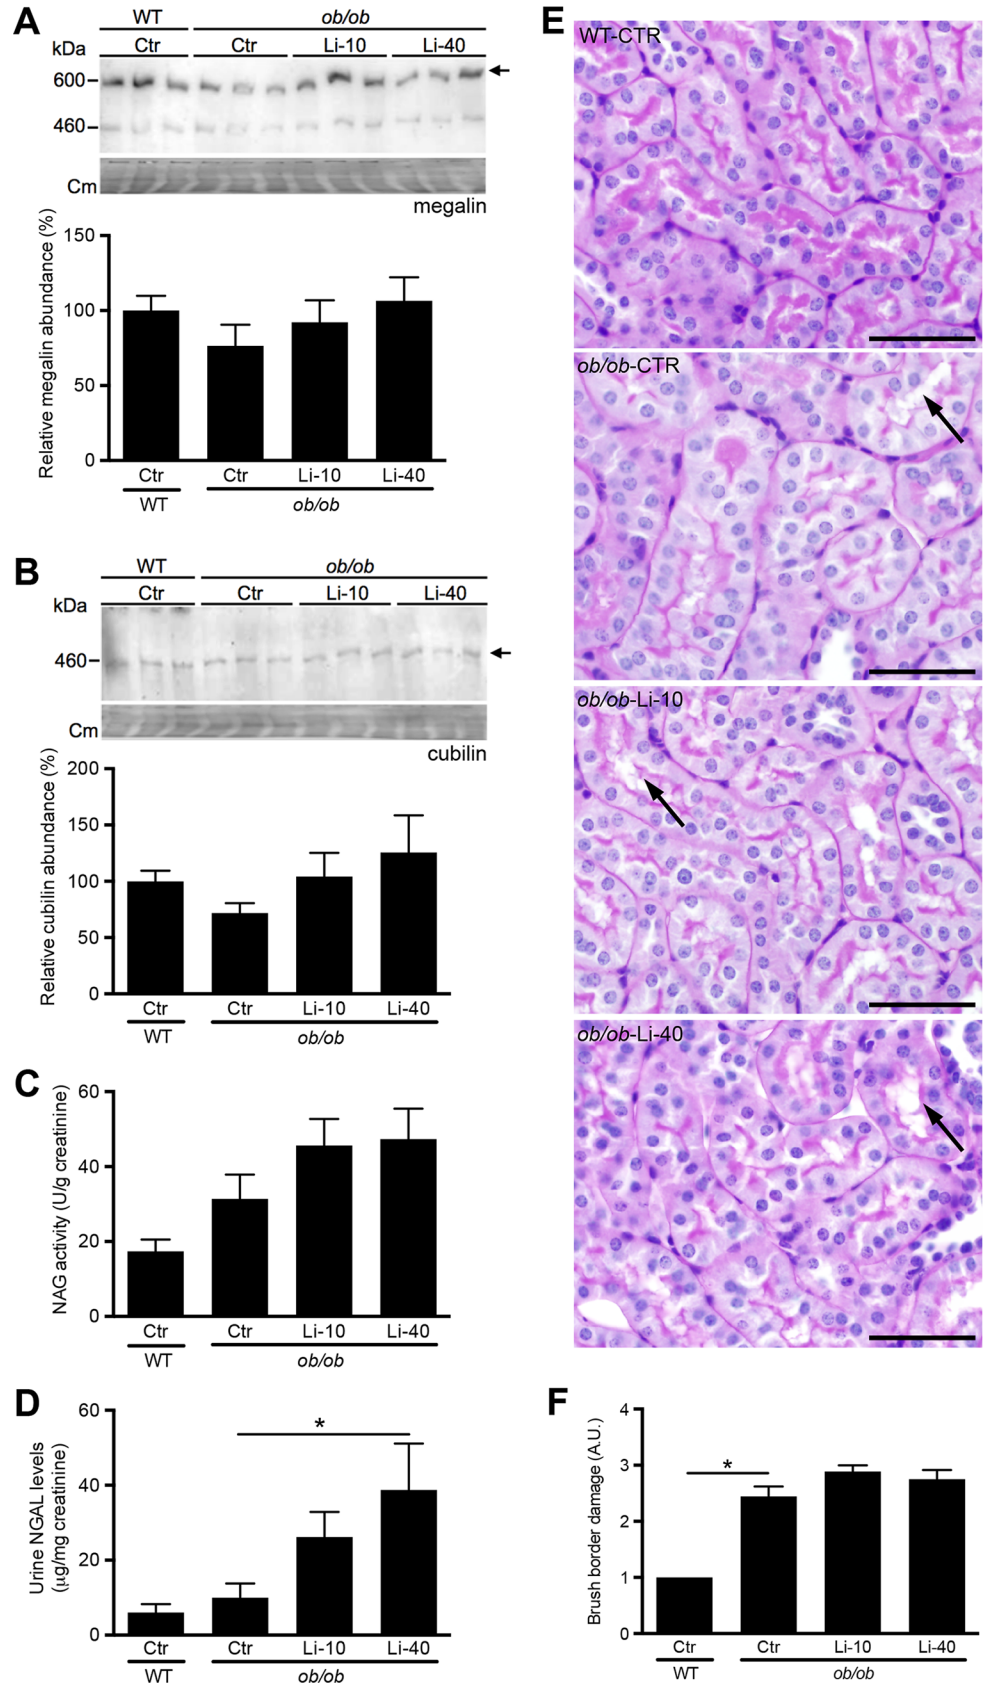 A
WT
ob/ob
kDa
Ctr
Ctr
Li-10
Li-40
600
460
Cm
megalin
Relative megalin abundance (%)
150
100
50
0
Ctr
Ctr
Li-10
Li-40
WT
ob/ob
B
WT
ob/ob
kDa
Ctr
Ctr
Li-10
Li-40
460
Cm
cubilin
Relative cubilin abundance (%)
200
150
100
50
0
Ctr
Ctr
Li-10
Li-40
WT
ob/ob
C
NAG activity (U/g creatinine)
60
40
20
0
Ctr
Ctr
Li-10
Li-40
WT
ob/ob
D
Urine NGAL levels
(µg/mg creatinine)
60
40
20
0
*
Ctr
Ctr
Li-10
Li-40
WT
ob/ob
E
WT-CTR
ob/ob-CTR
ob/ob-Li-10
ob/ob-Li-40
F
Brush border damage (A.U.)
4
3
2
1
0
*
Ctr
Ctr
Li-10
Li-40
WT
ob/ob